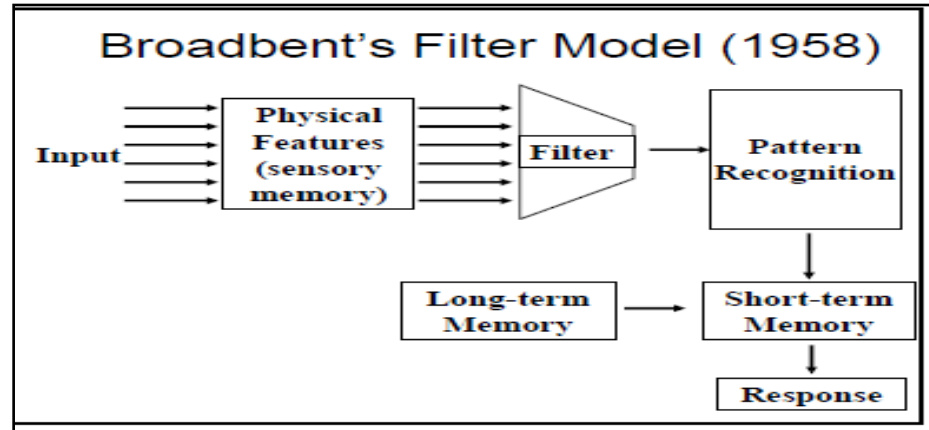 Broadbent's Filter Model (1958)
Input
Physical
Features
(sensory
memory)
Filter
Pattern
Recognition
Long-term
Memory
Short-term
Memory
Response